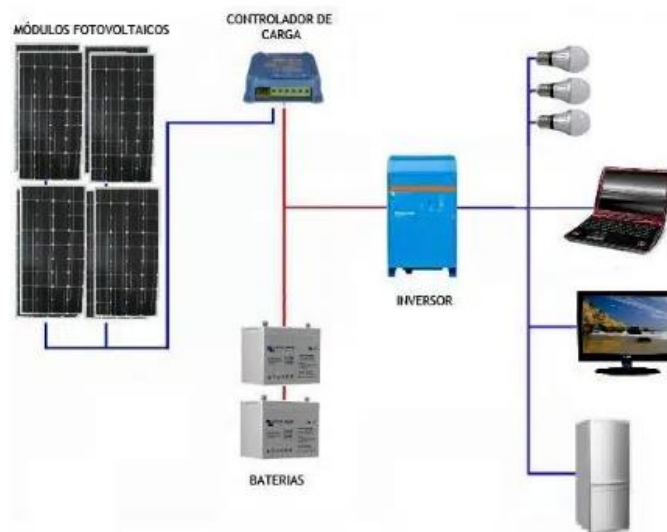 MÓDULOS FOTOVOLTAICOS
CONTROLADOR DE
CARGA
INVERSOR
BATERIAS